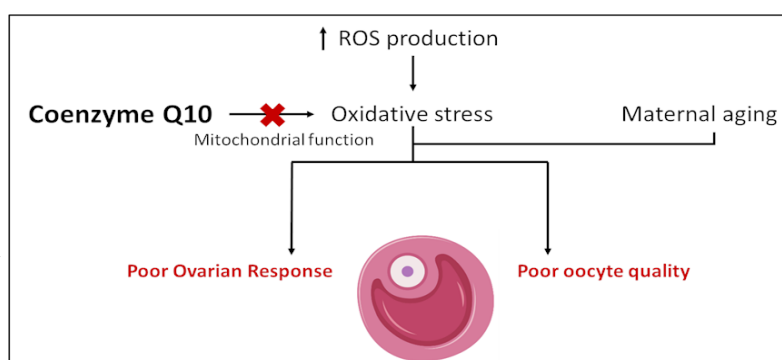 ↑ ROS production
Coenzyme Q10
Oxidative stress
Maternal aging
Mitochondrial function
Poor Ovarian Response
Poor oocyte quality